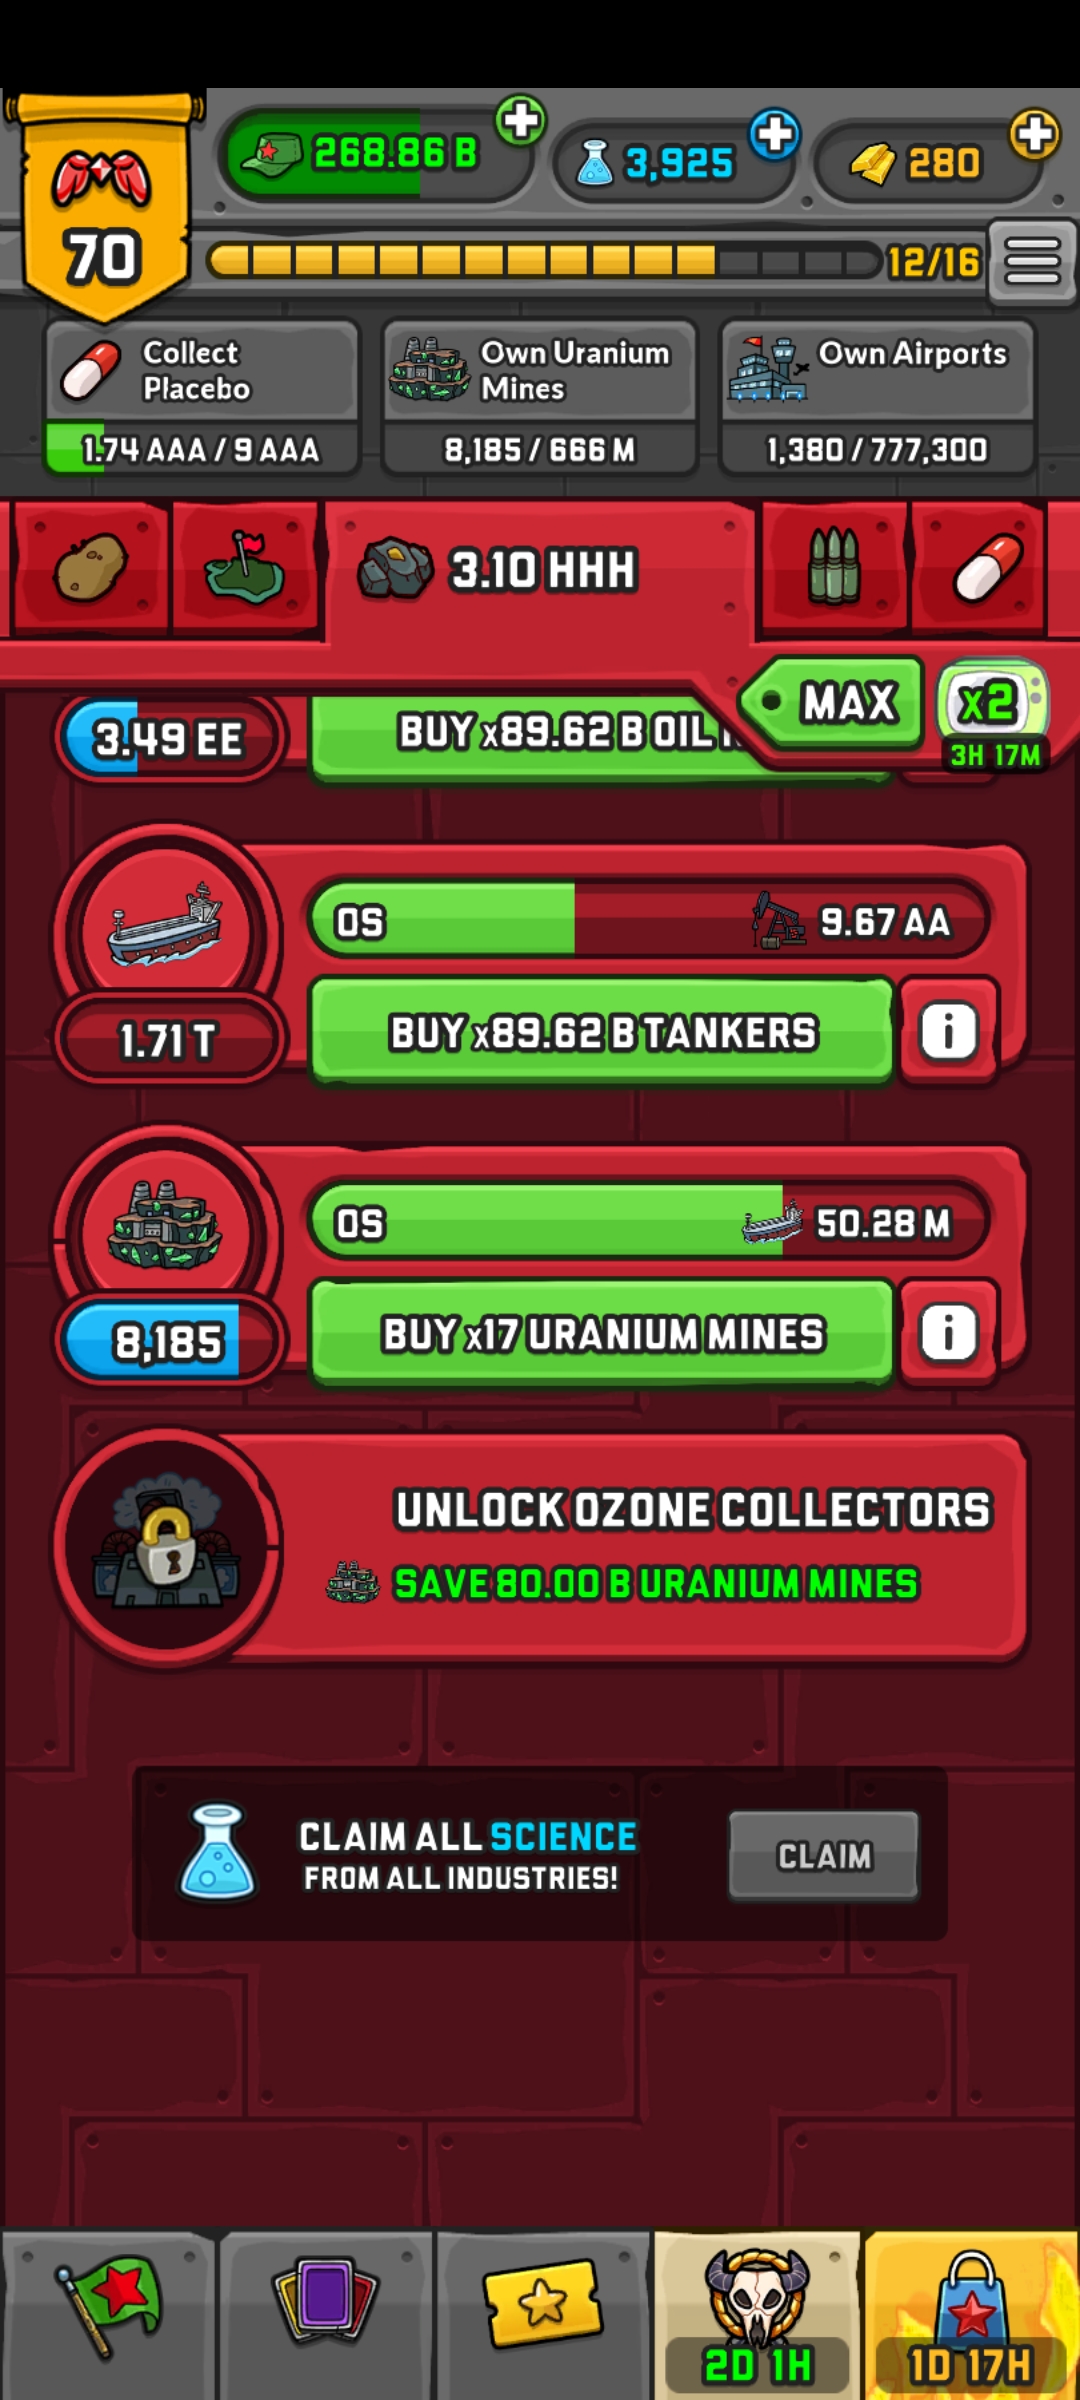 70
268.86 B
3,925
280
12/16
Collect
Placebo
1.74 AAA / 9 AAA
Own Uranium
Mines
8,185 / 666 M
Own Airports
1,380 / 777,300
3.10 HHH
MAX
x2
3H 17M
3.49 EE
BUY x89.62 B OIL
0S
9.67 AA
1.71 T
BUY x89.62 B TANKERS
i
0S
50.28 M
8,185
BUY x17 URANIUM MINES
i
UNLOCK OZONE COLLECTORS
SAVE 80.00 B URANIUM MINES
CLAIM ALL SCIENCE
FROM ALL INDUSTRIES!
CLAIM
2D 1H
1D 17H